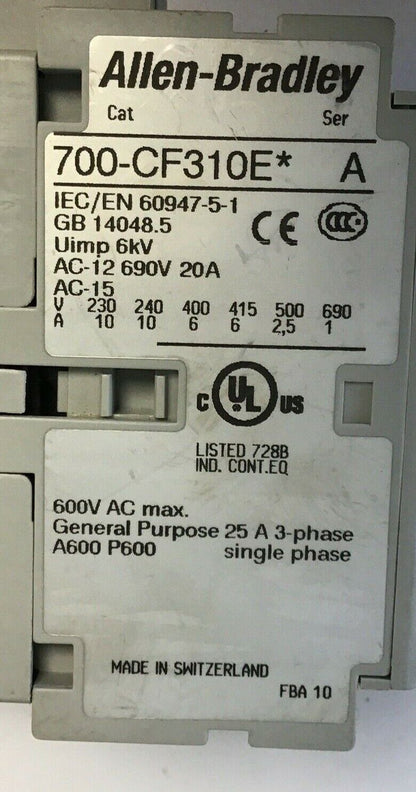 Allen-Bradley
Cat Ser
700-CF310E* A
IEC/EN 60947-5-1
GB 14048.5
Uimp 6kV
CE CCC
AC-12 690V 20A
AC-15
V 230 240 400 415 500 690
A 10 10 6 6 2,5 1
C UL US
LISTED 728B
IND. CONT.EQ
600V AC max.
General Purpose 25 A 3-phase
A600 P600 single phase
MADE IN SWITZERLAND
FBA 10